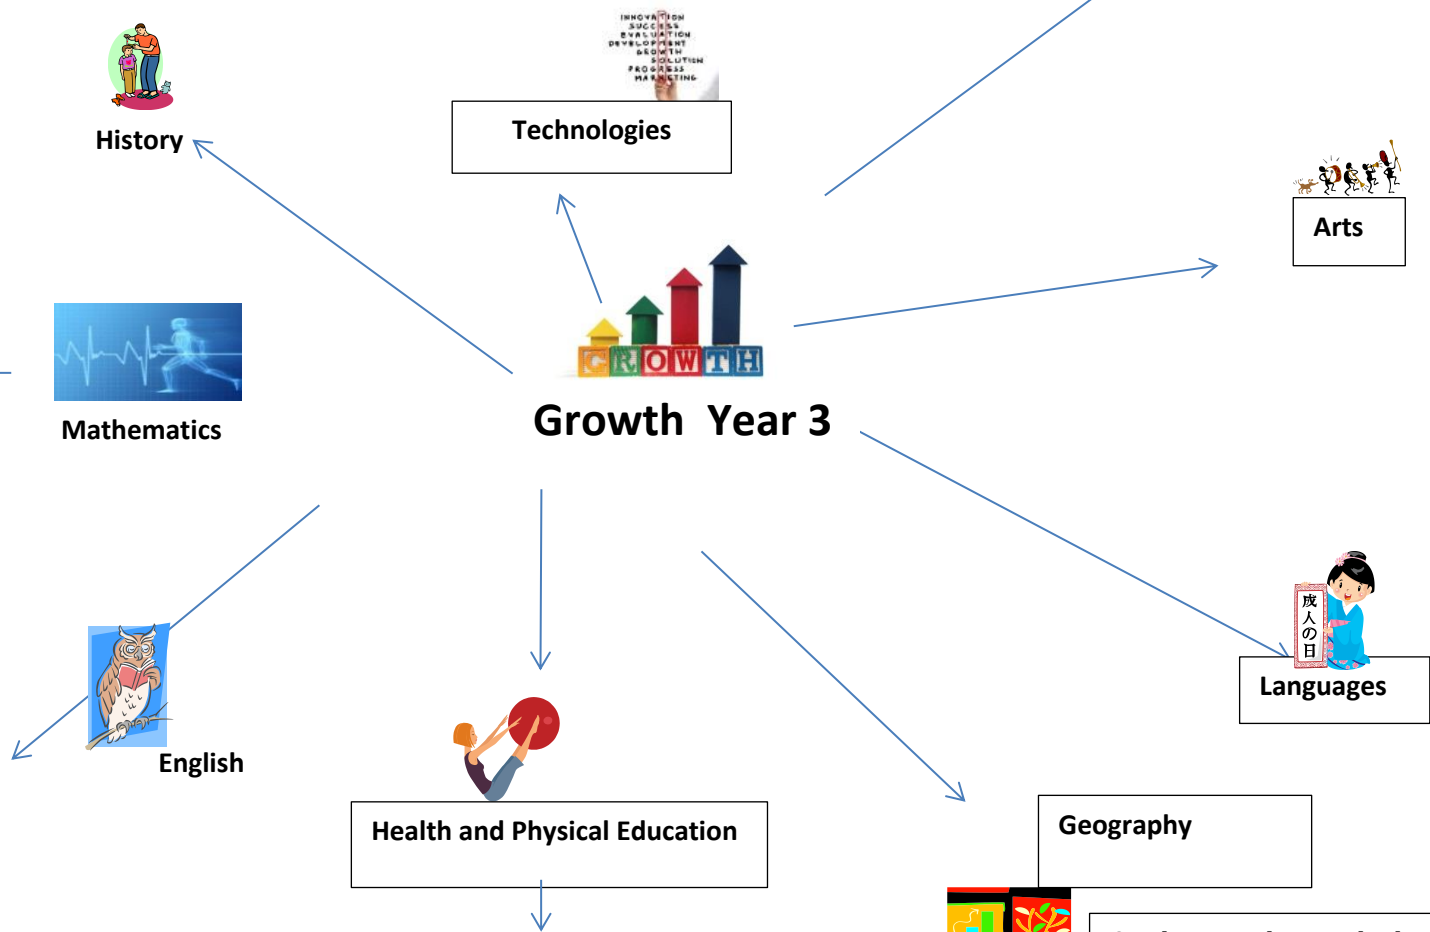 INNOVATION
SUCCESS
EVALUATION
DEVELOPMENT
GROWTH
SOLUTION
PROGRESS
MARKETING
History
Technologies
Arts
GROWTH
Mathematics
Growth Year 3
成人の日
Languages
English
Health and Physical Education
Geography